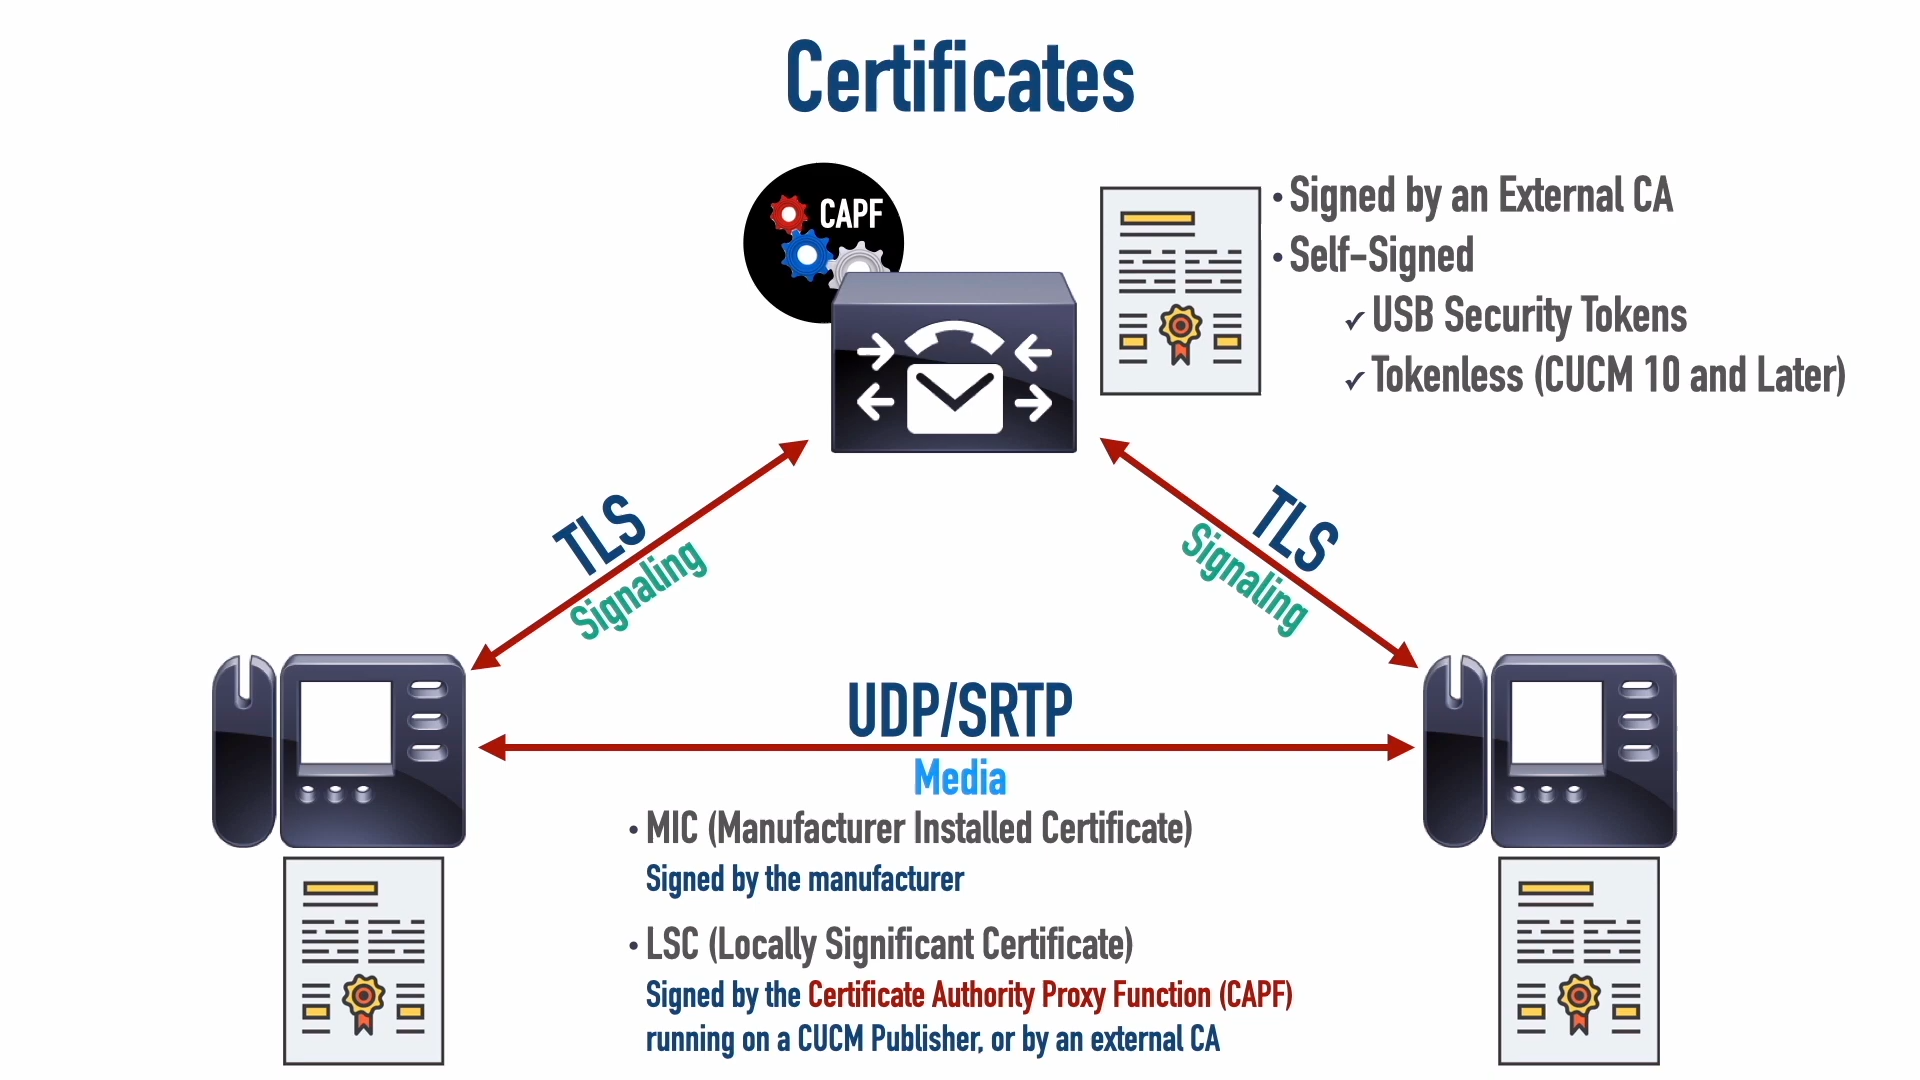 Certificates
CAPF
• Signed by an External CA
• Self-Signed
✓ USB Security Tokens
✓ Tokenless (CUCM 10 and Later)
TLS
Signaling
TLS
Signaling
UDP/SRTP
Media
• MIC (Manufacturer Installed Certificate)
Signed by the manufacturer
• LSC (Locally Significant Certificate)
Signed by the Certificate Authority Proxy Function (CAPF)
running on a CUCM Publisher, or by an external CA